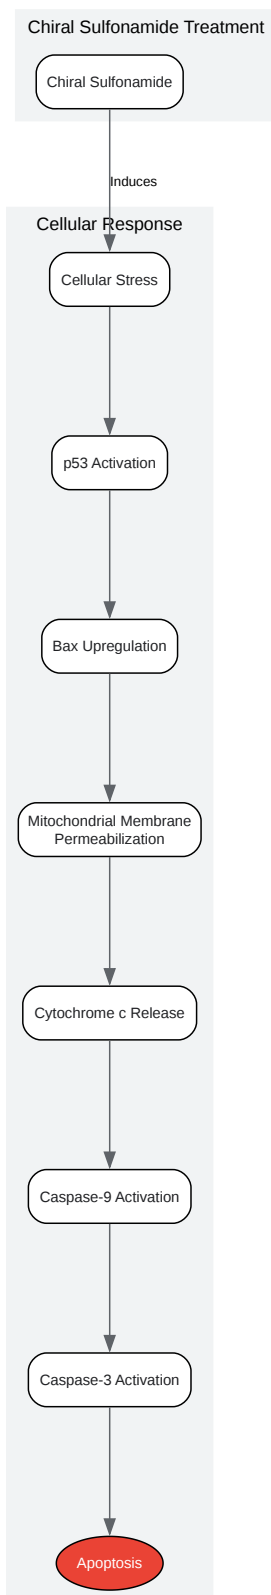 Chiral Sulfonamide Treatment
Chiral Sulfonamide
Induces
Cellular Response
Cellular Stress
p53 Activation
Bax Upregulation
Mitochondrial Membrane
Permeabilization
Cytochrome c Release
Caspase-9 Activation
Caspase-3 Activation
Apoptosis